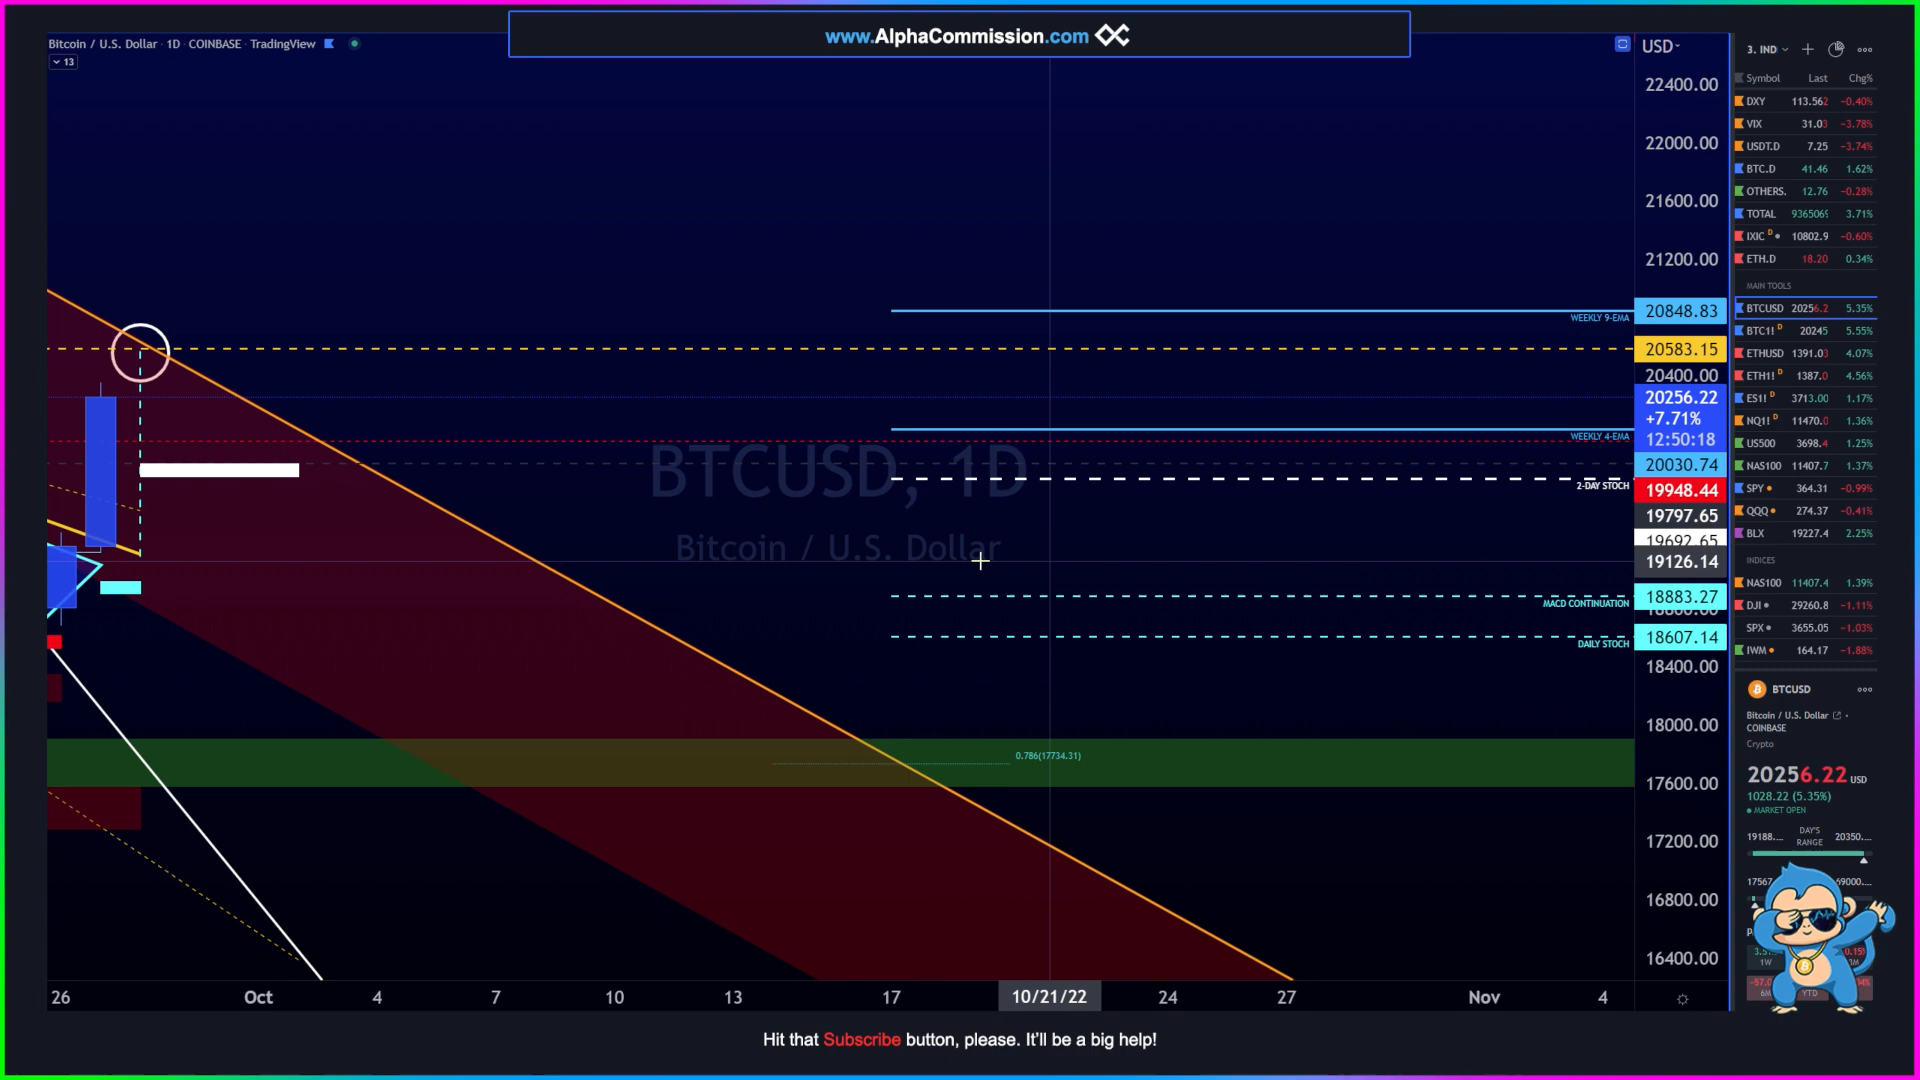 www.AlphaCommission.com
Bitcoin / U.S. Dollar · 1D · COINBASE · TradingView
13
USD
22400.00
22000.00
21600.00
21200.00
WEEKLY 9-EMA 20848.83
20583.15
20400.00
20256.22
+7.71%
12:50:18
WEEKLY 4-EMA
20030.74
2-DAY STOCH 19948.44
19797.65
19692.65
19126.14
MACD CONTINUATION 18883.27
DAILY STOCH 18607.14
18400.00
18000.00
17600.00
17200.00
16800.00
16400.00
BTCUSD, 1D
Bitcoin / U.S. Dollar
0.786(17734.31)
26 Oct 4 7 10 13 17 10/21/22 24 27 Nov 4
3. IND
Symbol Last Chg%
DXY 113.562 −0.40%
VIX 31.03 −3.78%
USDT.D 7.25 −3.74%
BTC.D 41.46 1.62%
OTHERS. 12.76 −0.28%
TOTAL 936506 3.71%
IXIC D 10802.9 −0.60%
ETH.D 18.20 0.34%
MAIN TOOLS
BTCUSD 20256.2 5.35%
BTC1! D 20245 5.55%
ETHUSD 1391.03 4.07%
ETH1! D 1387.0 4.56%
ES1! D 3713.00 1.17%
NQ1! D 11470.0 1.36%
US500 3698.4 1.25%
NAS100 11407.7 1.37%
SPY 364.31 −0.99%
QQQ 274.37 −0.41%
BLX 19227.4 2.25%
INDICES
NAS100 11407.4 1.39%
DJI 29260.8 −1.11%
SPX 3655.05 −1.03%
IWM 164.17 −1.88%
BTCUSD
Bitcoin / U.S. Dollar
COINBASE
Crypto
20256.22 USD
1028.22 (5.35%)
MARKET OPEN
19188.... DAY'S RANGE 20350....
17567 69000....
1W
6M YTD
Hit that Subscribe button, please. It'll be a big help!